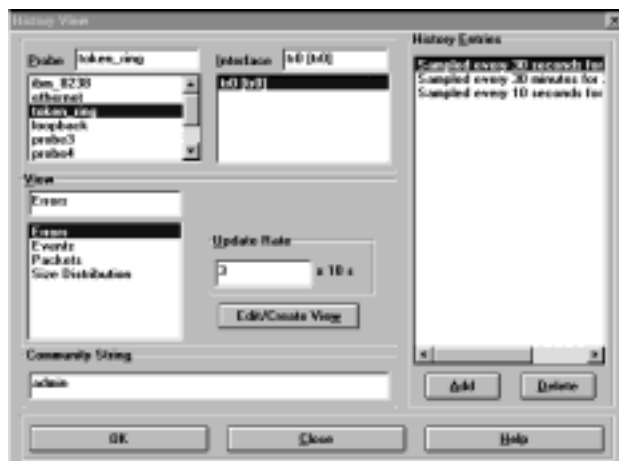 History View
Probe token_ring
ibm_8238
ethernet
token_ring
loopback
probe3
probe4
Interface tr0 [tr0]
tr0 [tr0]
History Entries
Sampled every 30 seconds for
Sampled every 30 minutes for
Sampled every 10 seconds for
View
Errors
Errors
Events
Packets
Size Distribution
Update Rate
3 x 10 s
Edit/Create View
Community String
admin
Add
Delete
OK
Close
Help